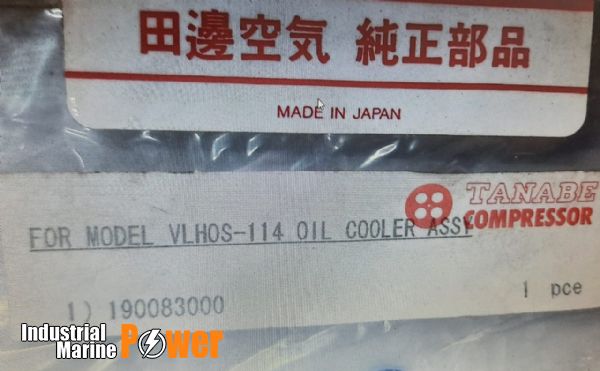 田邊空気 純正部品
MADE IN JAPAN
TANABE
COMPRESSOR
FOR MODEL VLHOS-114 OIL COOLER ASSY
1) 190083000 1 pce
Industrial
Marine Power